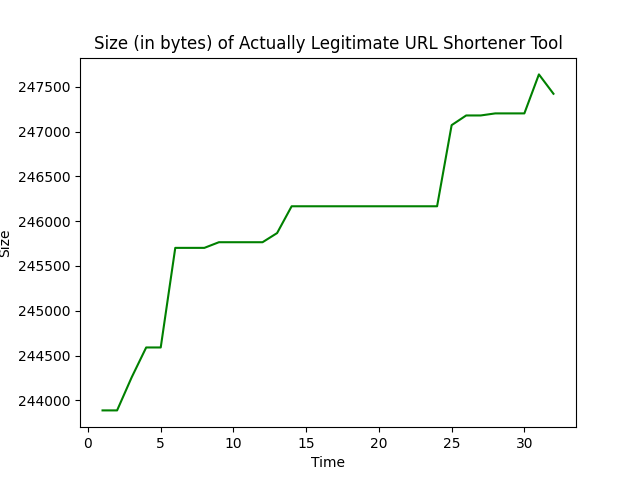 Size (in bytes) of Actually Legitimate URL Shortener Tool
247500
247000
246500
246000
245500
245000
244500
244000
Size
0 5 10 15 20 25 30
Time